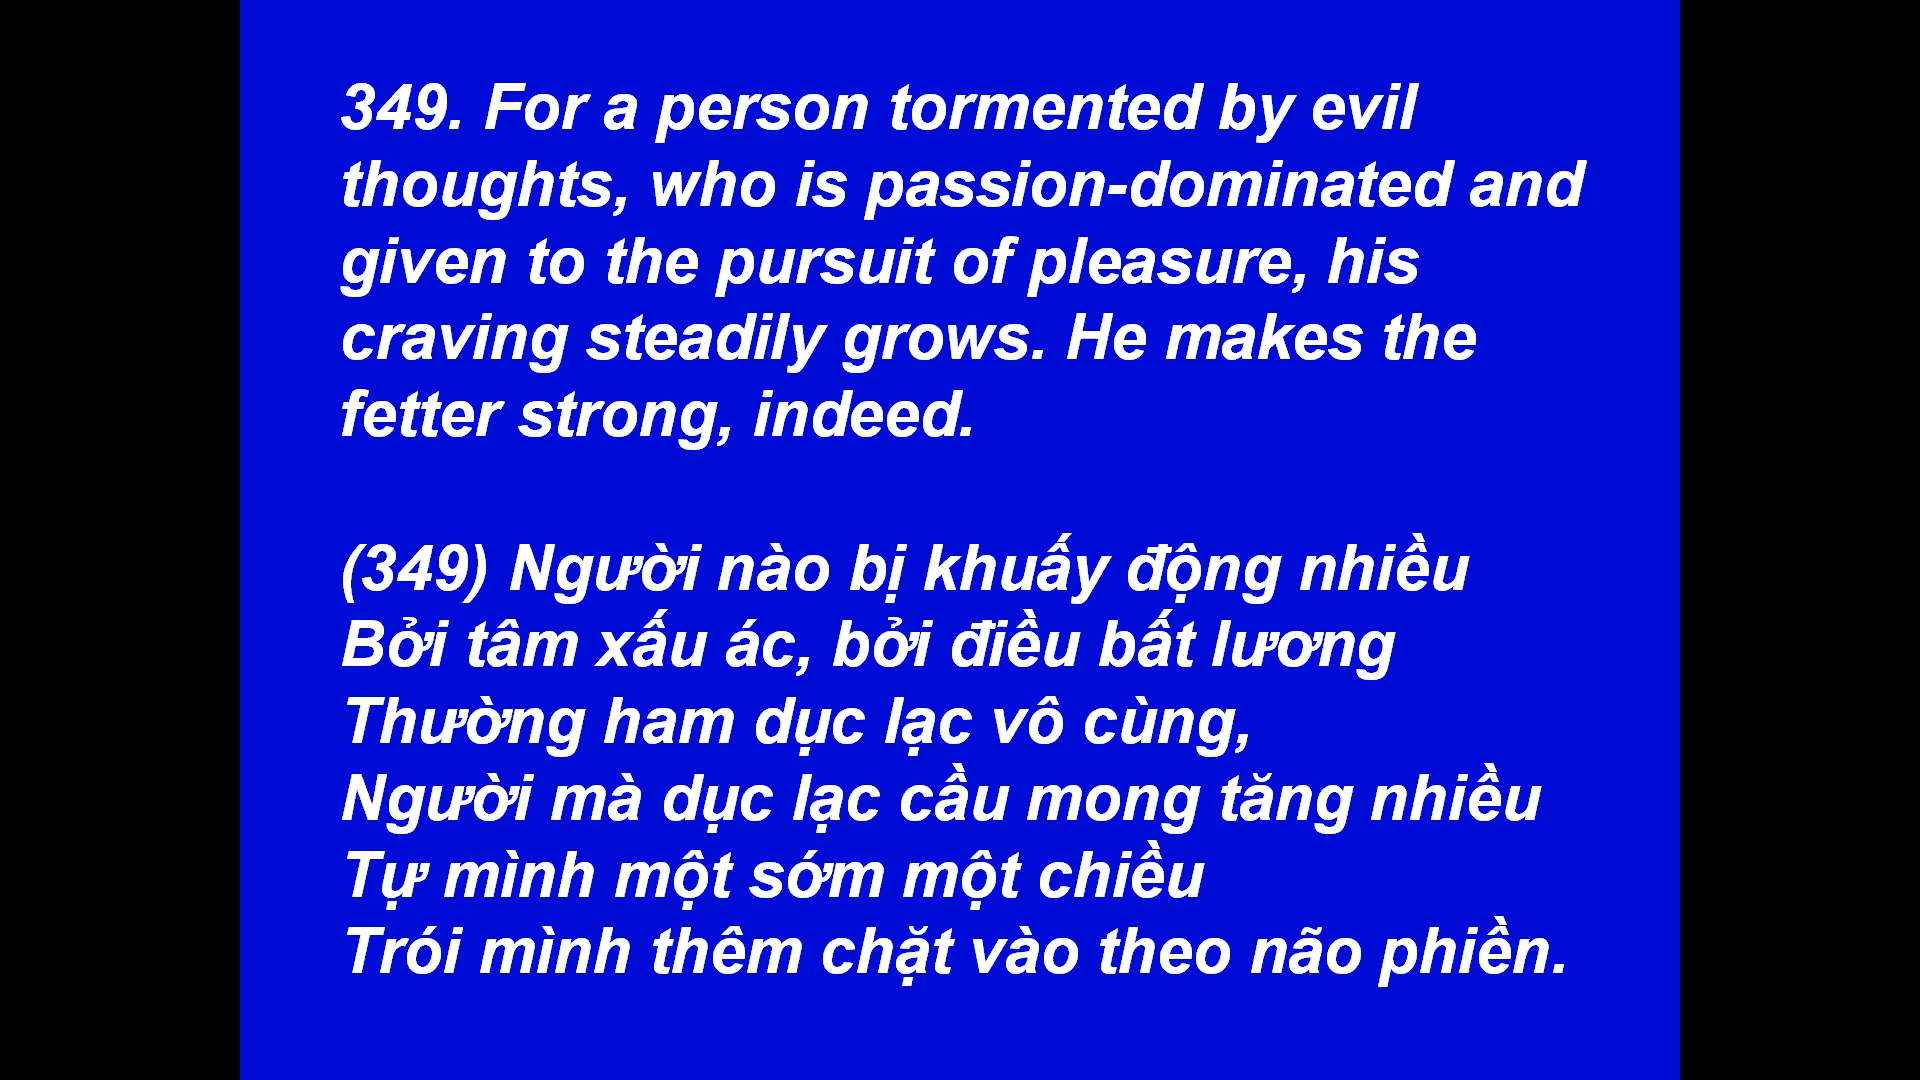 349. For a person tormented by evil
thoughts, who is passion-dominated and
given to the pursuit of pleasure, his
craving steadily grows. He makes the
fetter strong, indeed.
(349) Người nào bị khuấy động nhiều
Bởi tâm xấu ác, bởi điều bất lương
Thường ham dục lạc vô cùng,
Người mà dục lạc cầu mong tăng nhiều
Tự mình một sớm một chiều
Trói mình thêm chặt vào theo não phiền.